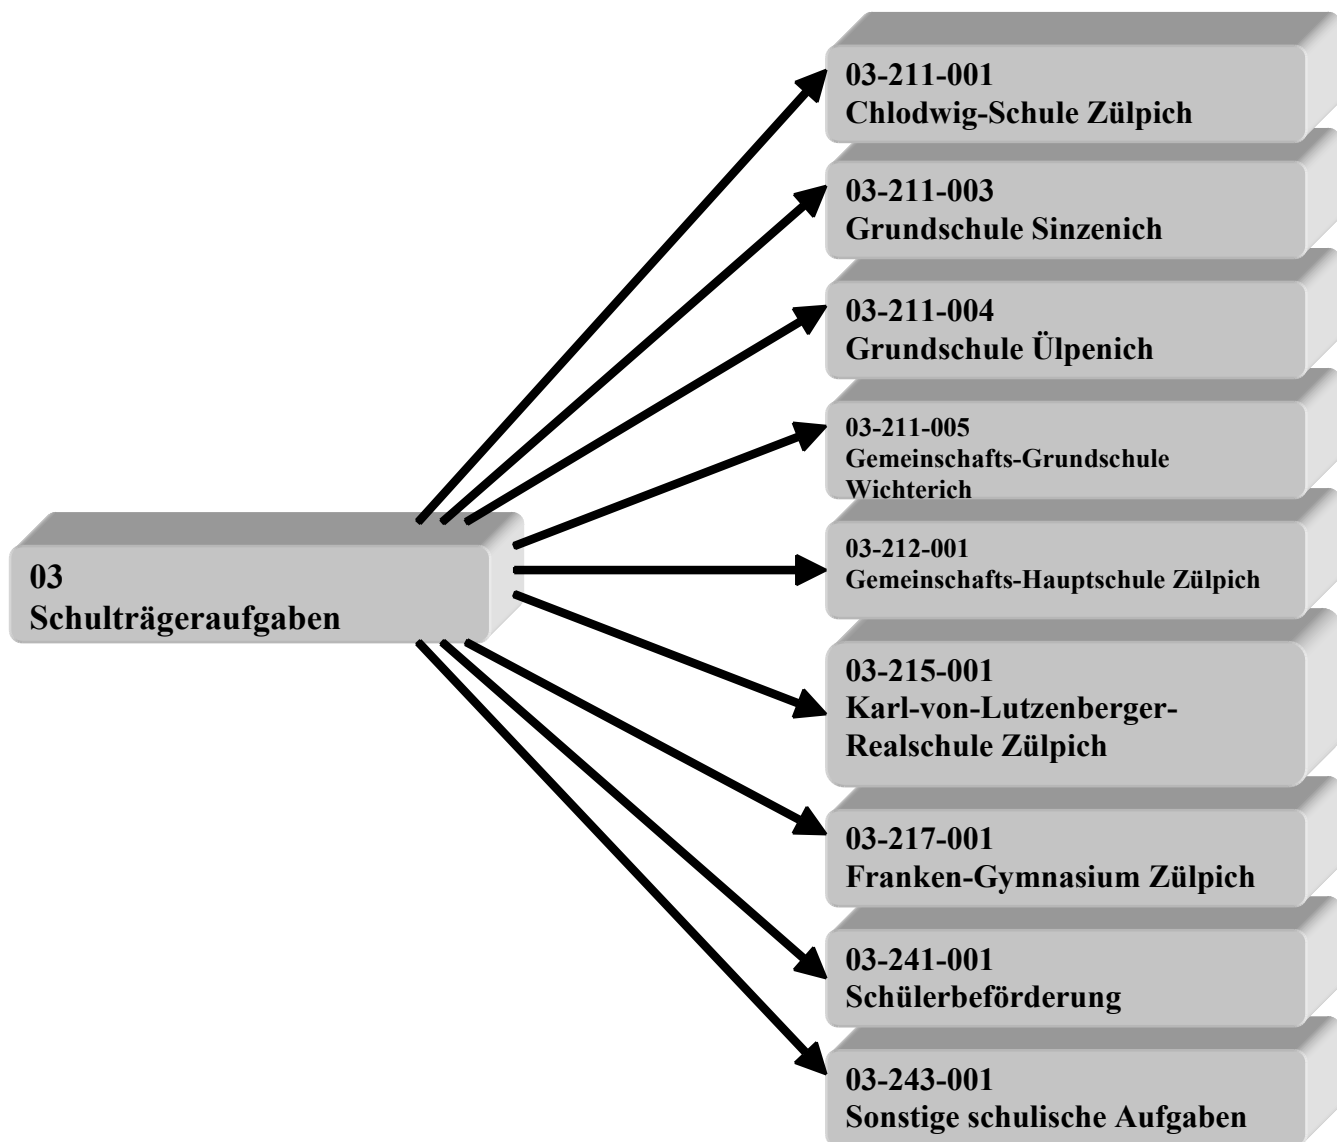 03-211-001
Chlodwig-Schule Zülpich
03-211-003
Grundschule Sinzenich
03-211-004
Grundschule Ülpenich
03-211-005
Gemeinschafts-Grundschule
Wichterich
03
Schulträgeraufgaben
03-212-001
Gemeinschafts-Hauptschule Zülpich
03-215-001
Karl-von-Lutzenberger-
Realschule Zülpich
03-217-001
Franken-Gymnasium Zülpich
03-241-001
Schülerbeförderung
03-243-001
Sonstige schulische Aufgaben